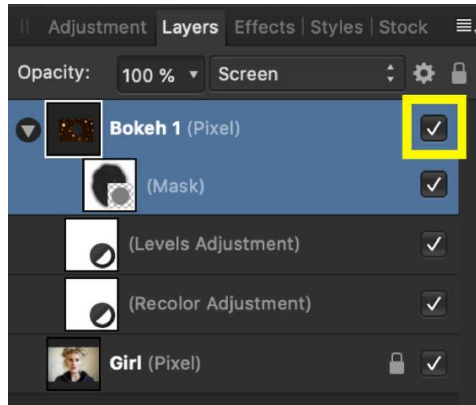 Adjustment Layers Effects Styles Stock
Opacity: 100 % Screen
Bokeh 1 (Pixel)
(Mask)
(Levels Adjustment)
(Recolor Adjustment)
Girl (Pixel)